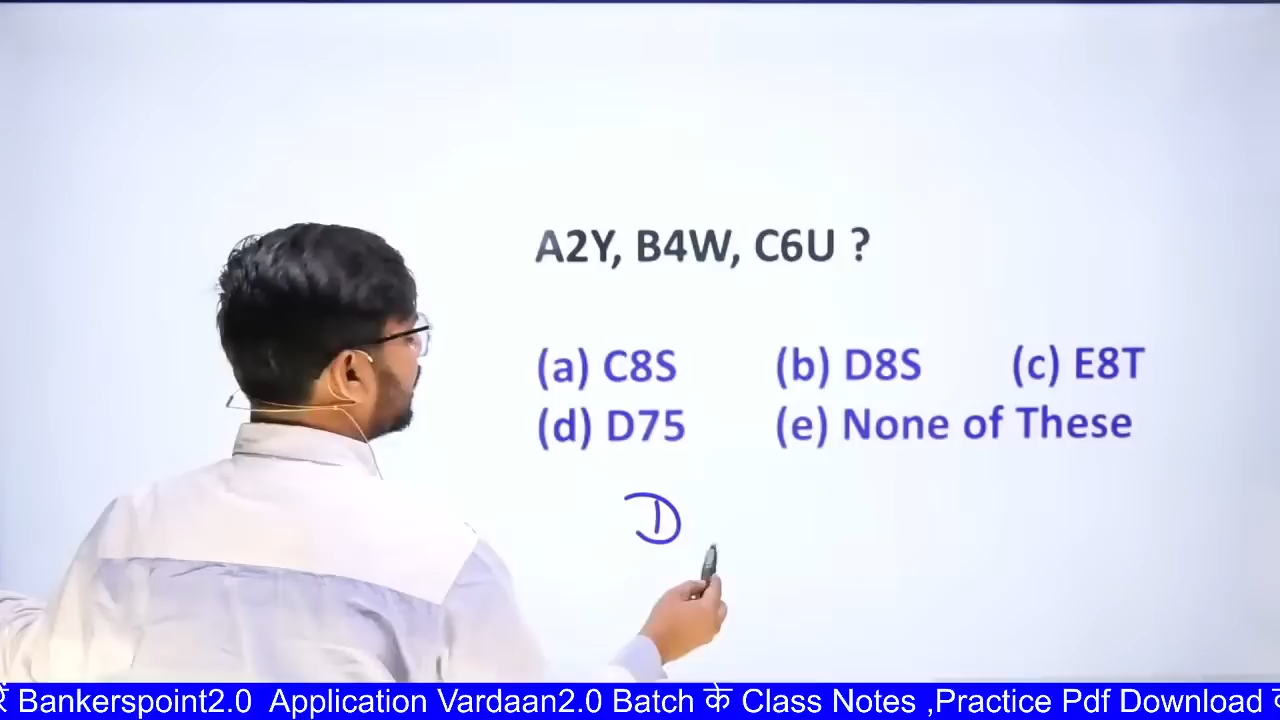 A2Y, B4W, C6U ?
(a) C8S (b) D8S (c) E8T
(d) D75 (e) None of These
D
Bankerspoint2.0 Application Vardaan2.0 Batch के Class Notes ,Practice Pdf Download